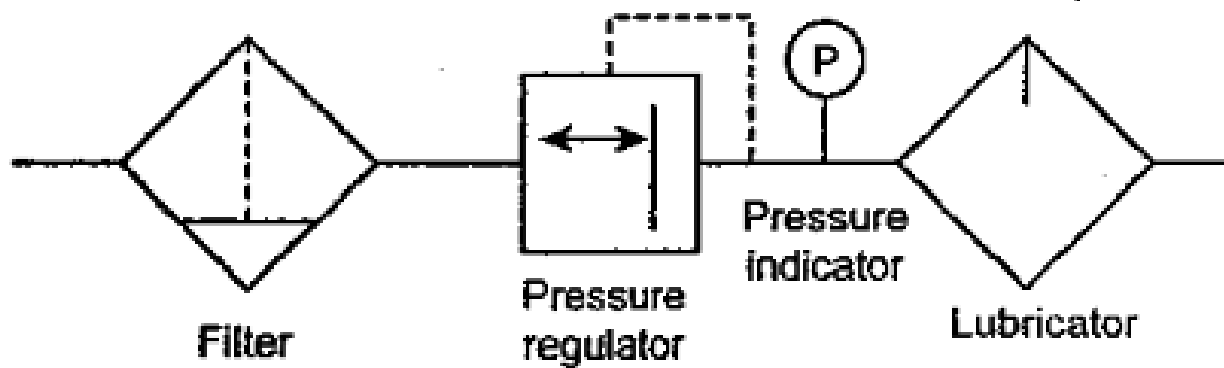 P
Pressure
indicator
Filter
Pressure
regulator
Lubricator